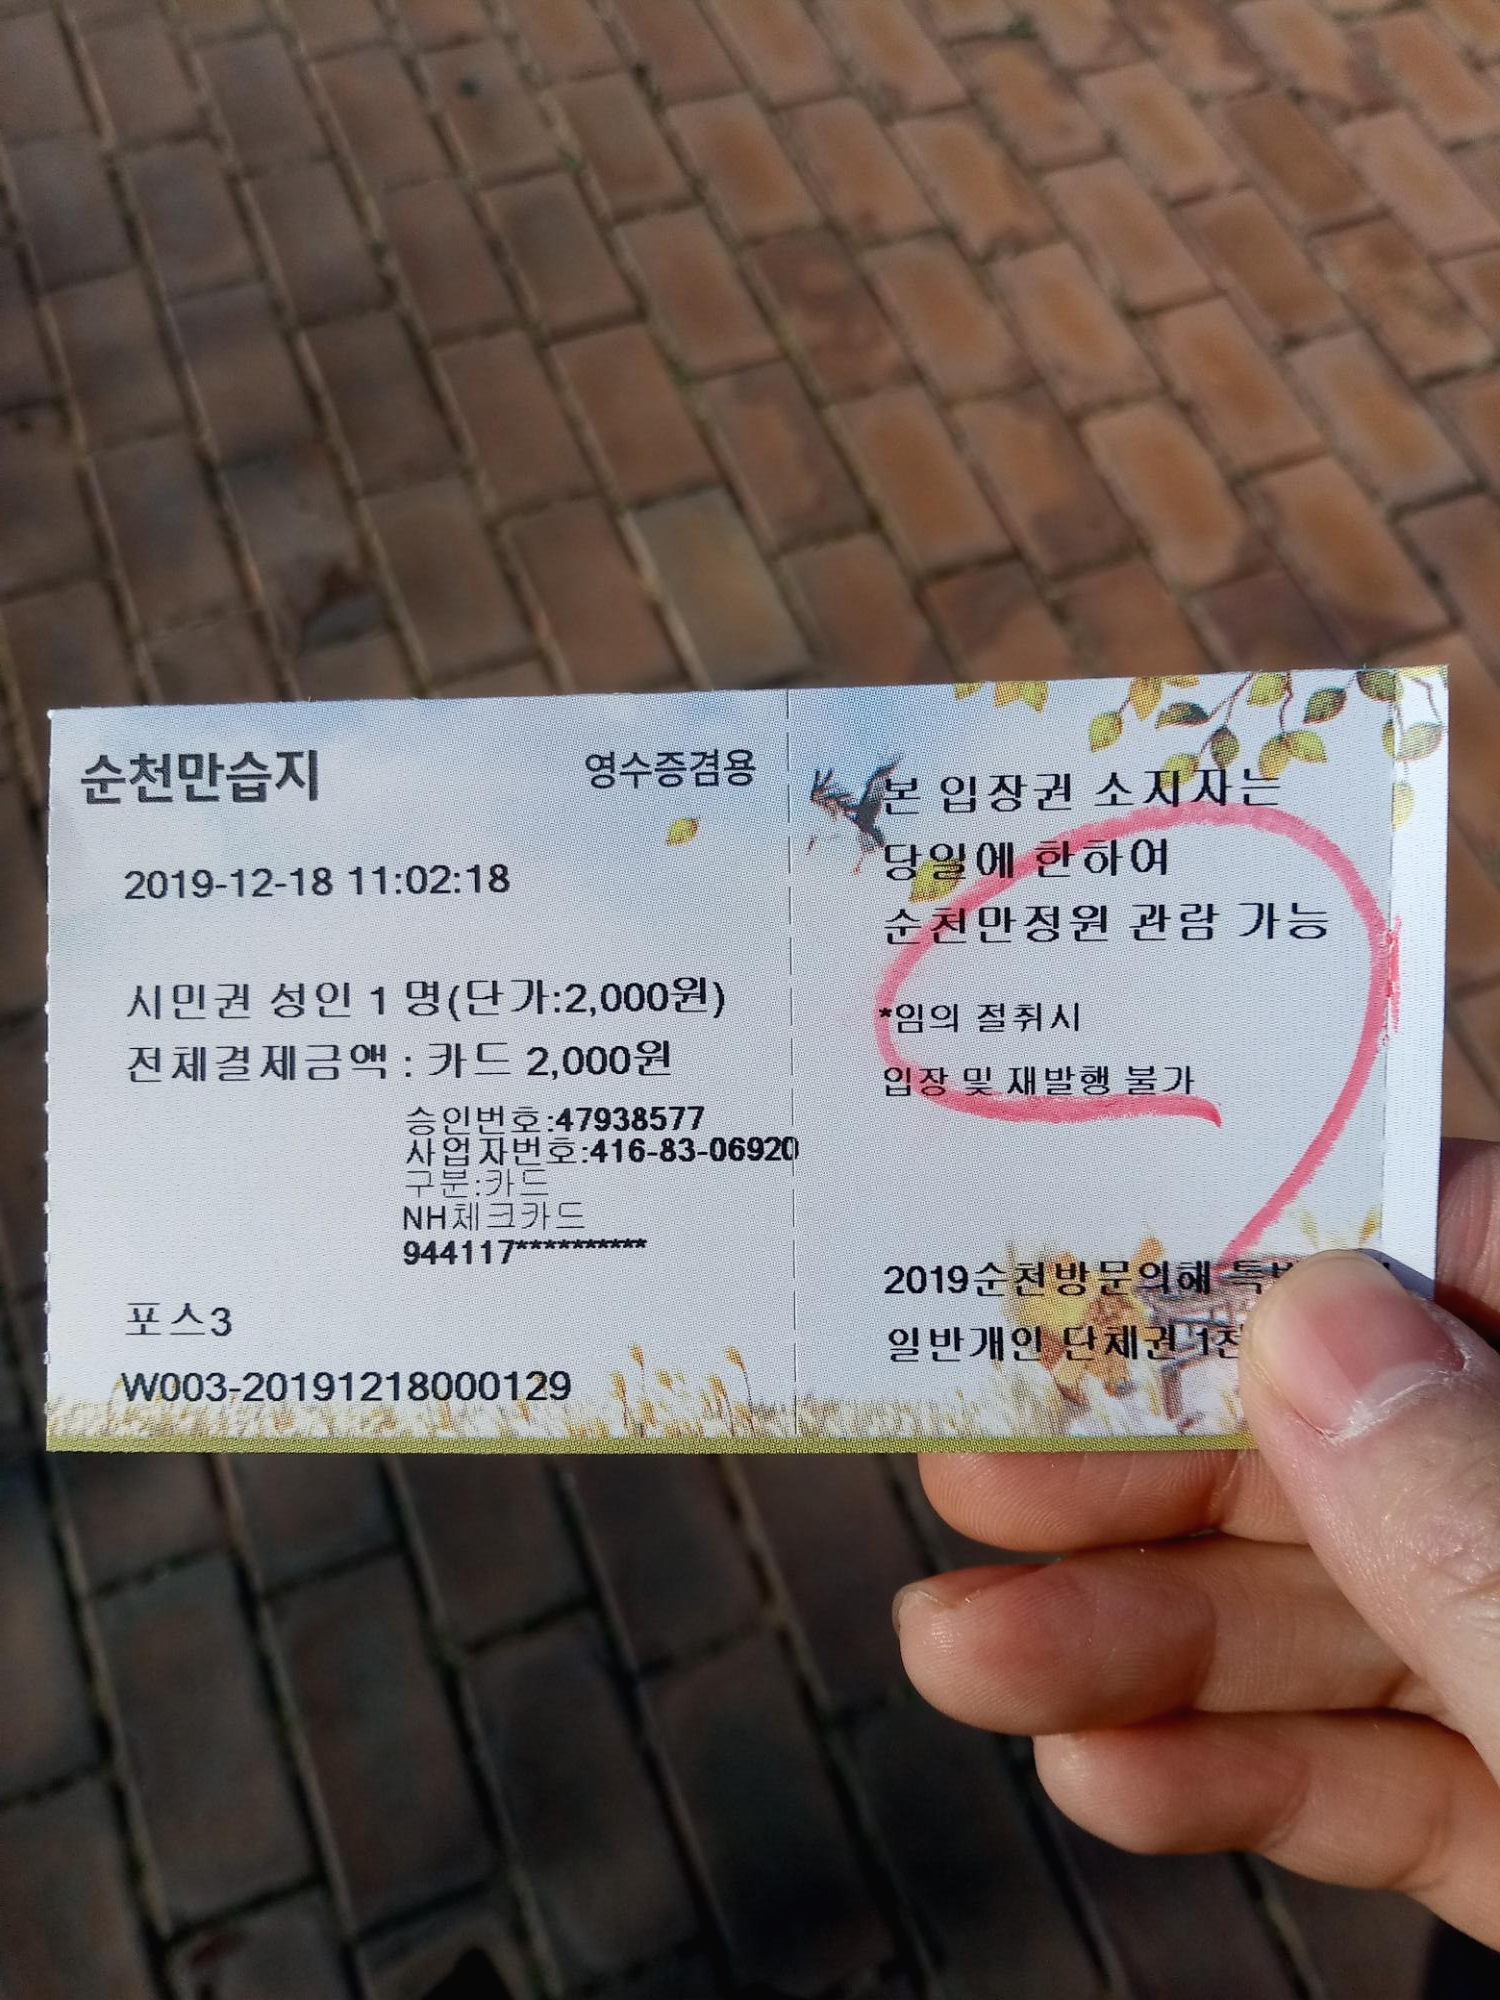 순천만습지
영수증겸용
2019-12-18 11:02:18
시민권 성인 1 명(단가:2,000원)
전체결제금액 : 카드 2,000원
승인번호:47938577
사업자번호:416-83-06920
구분:카드
NH체크카드
944117**********
포스3
W003-20191218000129
본 입장권 소지자는
당일에 한하여
순천만정원 관람 가능
*임의 절취시
입장 및 재발행 불가
2019순천방문의해
일반개인 단체권